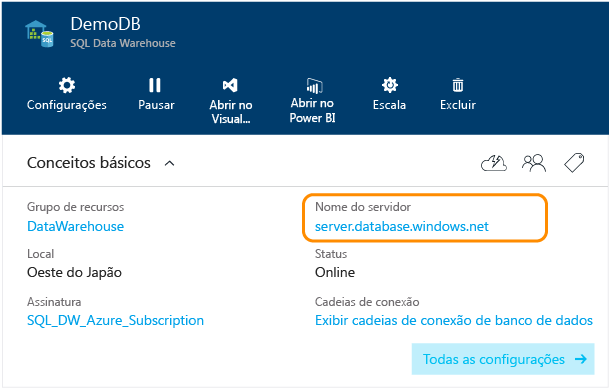 DemoDB
SQL Data Warehouse
SQL
Configurações
Pausar
Abrir no
Visual...
Abrir no
Power BI
Escala
Excluir
Conceitos básicos
Grupo de recursos
DataWarehouse
Nome do servidor
server.database.windows.net
Local
Oeste do Japão
Status
Online
Assinatura
SQL_DW_Azure_Subscription
Cadeias de conexão
Exibir cadeias de conexão de banco de dados
Todas as configurações